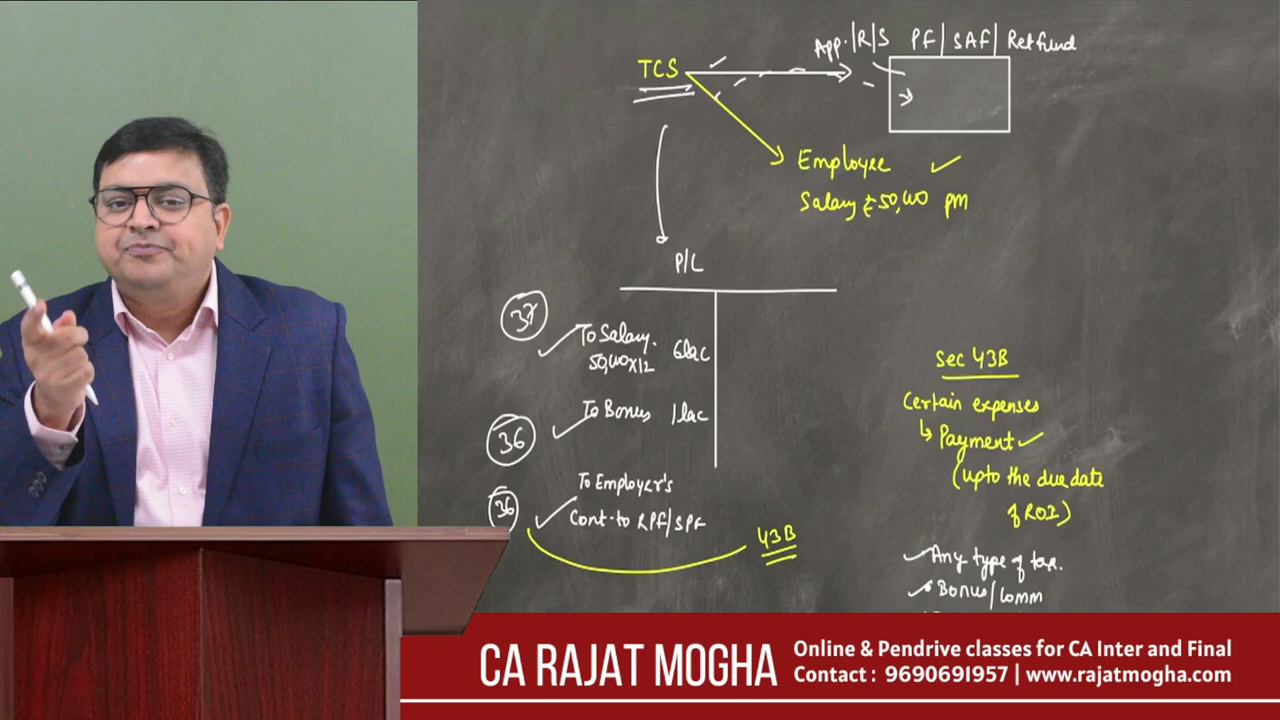 App. |R|S PF| SAF| Ret fund
TCS
Employee
Salary ₹50,000 pm
P/L
37
To Salary. 6lac
50,000x12
36
To Bonus 1lac
36
To Employer's
Cont. to RPF/SPF
43B
Sec 43B
Certain expenses
↳ Payment ✓
(upto the due date
of ROI)
✓ Any type of tax.
✓ Bonus/Comm
CA RAJAT MOGHA
Online & Pendrive classes for CA Inter and Final
Contact : 9690691957 | www.rajatmogha.com